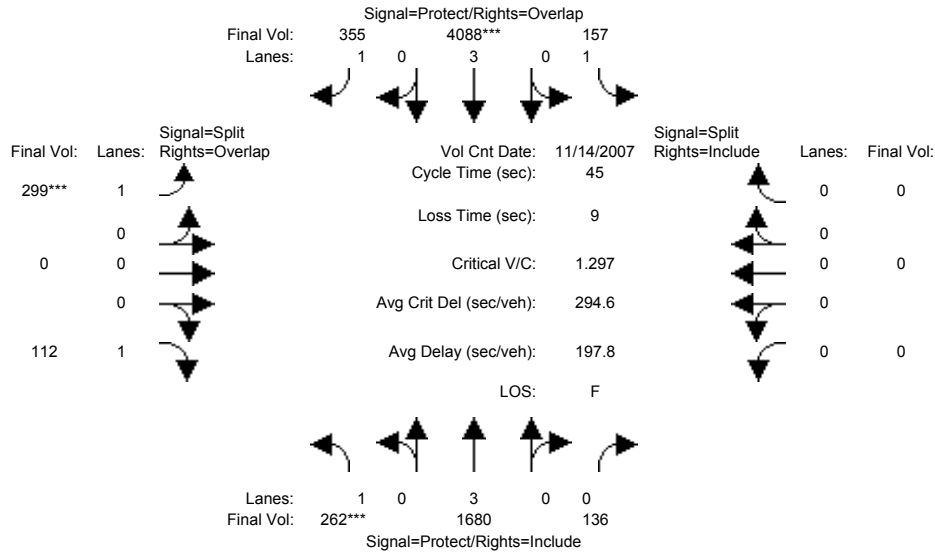 Signal=Protect/Rights=Overlap
Final Vol: 355 4088*** 157
Lanes: 1 0 3 0 1
Signal=Split
Final Vol: Lanes: Rights=Overlap
Vol Cnt Date: 11/14/2007
Signal=Split
Rights=Include Lanes: Final Vol:
Cycle Time (sec): 45
299*** 1
0 0
Loss Time (sec): 9
0
0
0 0
Critical V/C: 1.297
0 0
0
Avg Crit Del (sec/veh): 294.6
0
112 1
Avg Delay (sec/veh): 197.8
0 0
LOS: F
Lanes: 1 0 3 0 0
Final Vol: 262*** 1680 136
Signal=Protect/Rights=Include